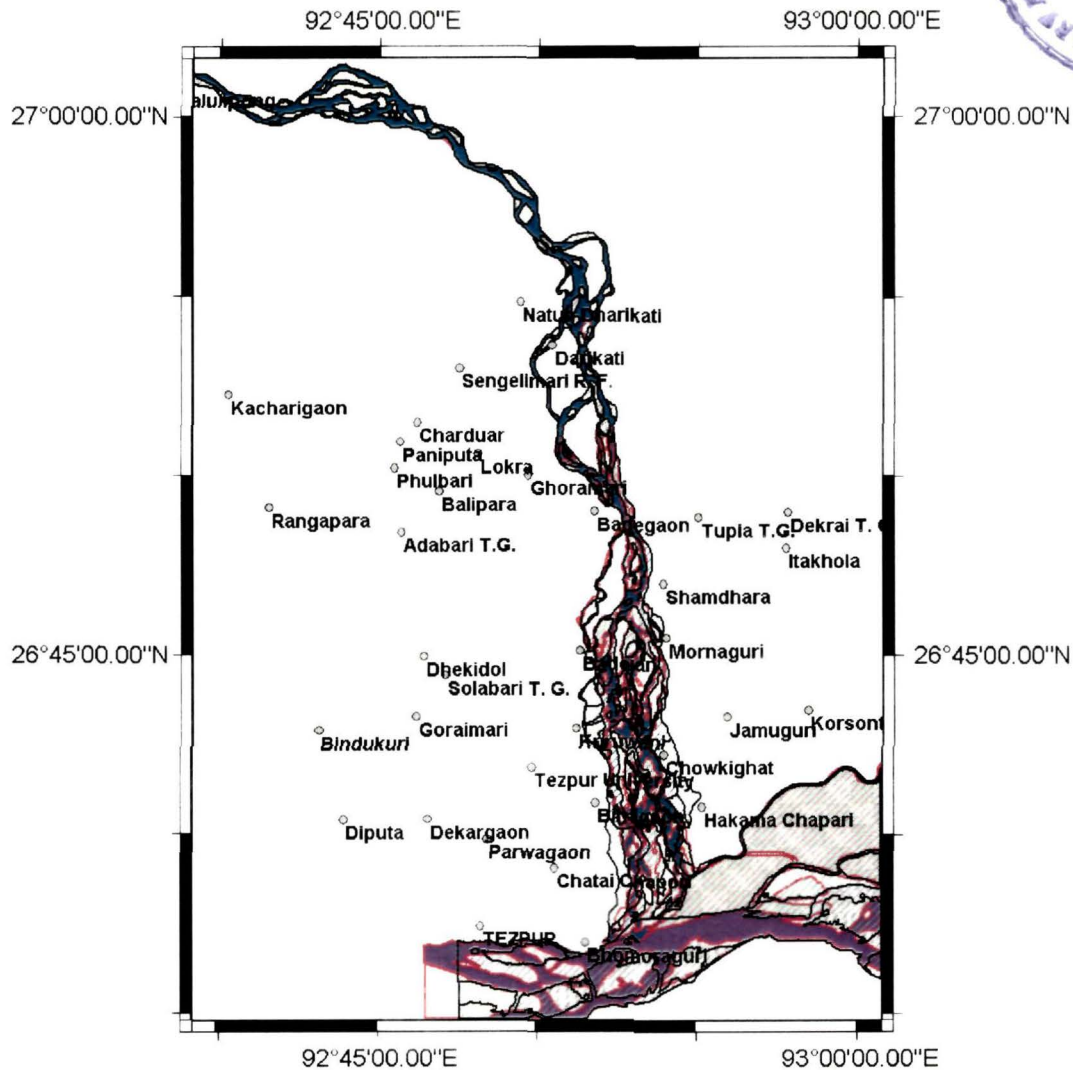 92°45'00.00"E 93°00'00.00"E
27°00'00.00"N 27°00'00.00"N
Natun Dharikati
Darikati
Sengelimari R.F.
Kacharigaon
Charduar
Paniputa
Lokra
Phulbari
Ghoramari
Balipara
Rangapara
Tupia T.G.
Dekrai T.
Adabari T.G.
Itakhola
Shamdhara
Mornaguri
26°45'00.00"N 26°45'00.00"N
Dhekidol
Solabari T. G.
Goraimari
Jamuguri
Korsont
Bindukuri
Chowkighat
Tezpur University
Hakama Chapari
Diputa
Dekargaon
Parwagaon
Chatai Chapori
TEZPUR
Bhomoraguri
92°45'00.00"E 93°00'00.00"E